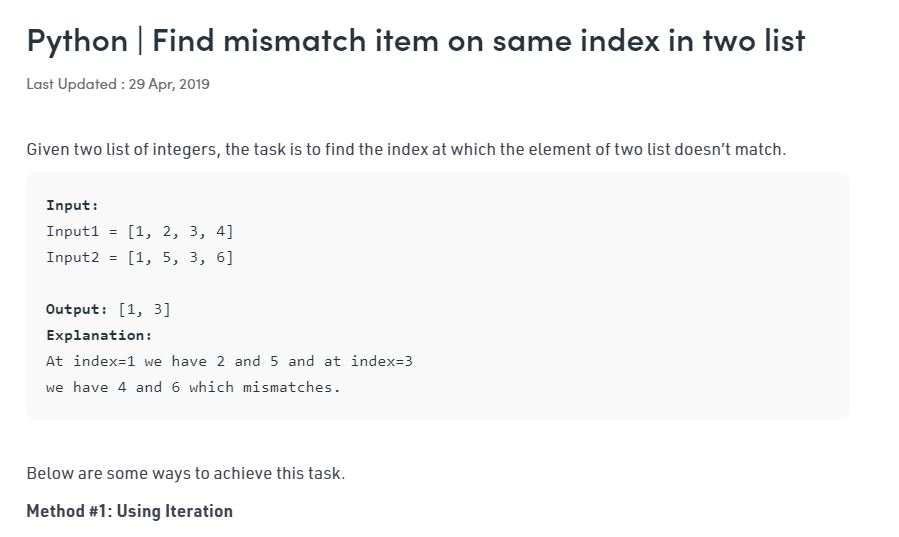 Python | Find mismatch item on same index in two list
Last Updated : 29 Apr, 2019
Given two list of integers, the task is to find the index at which the element of two list doesn’t match.
Input:
Input1 = [1, 2, 3, 4]
Input2 = [1, 5, 3, 6]
Output: [1, 3]
Explanation:
At index=1 we have 2 and 5 and at index=3
we have 4 and 6 which mismatches.
Below are some ways to achieve this task.
Method #1: Using Iteration